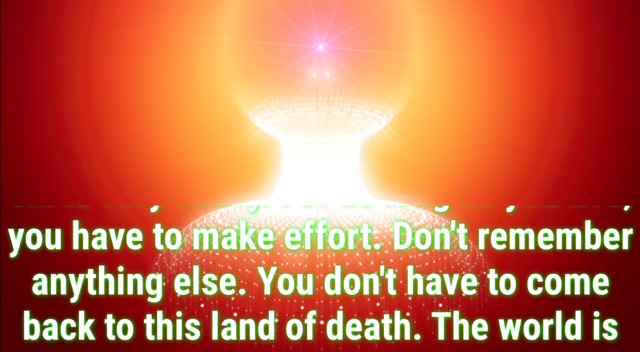 you have to make effort. Don't remember
anything else. You don't have to come
back to this land of death. The world is